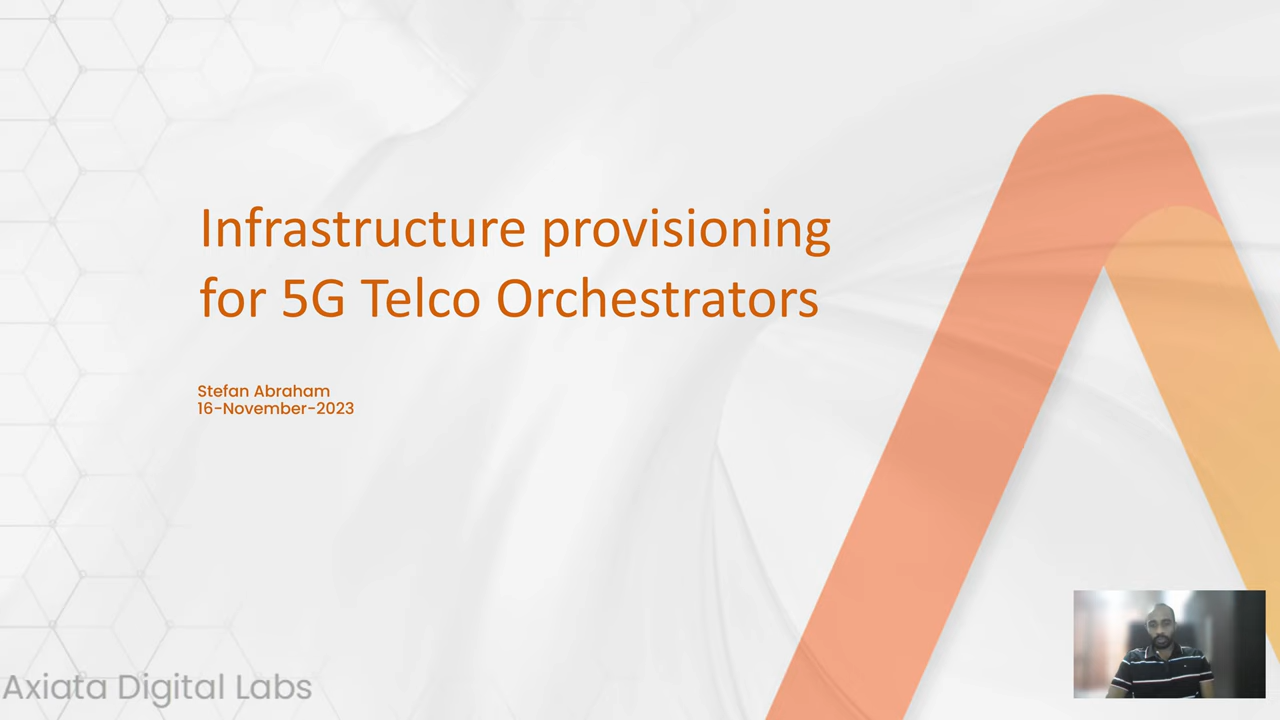 Infrastructure provisioning
for 5G Telco Orchestrators
Stefan Abraham
16-November-2023
Axiata Digital Labs